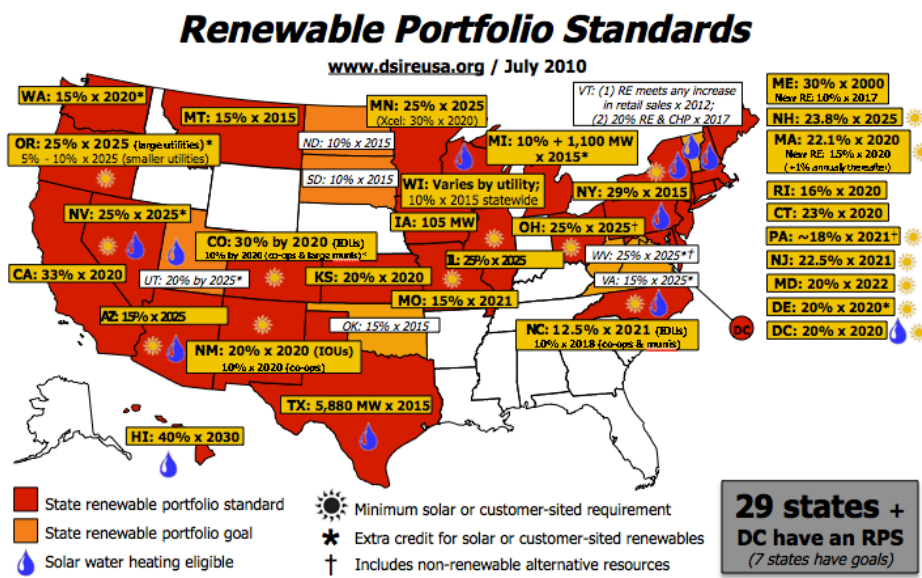 Renewable Portfolio Standards
www.dsireusa.org / July 2010
WA: 15% x 2020*
MT: 15% x 2015
MN: 25% x 2025
(Xcel: 30% x 2020)
VT: (1) RE meets any increase
in retail sales x 2012;
(2) 20% RE & CHP x 2017
ME: 30% x 2000
New RE: 10% x 2017
NH: 23.8% x 2025
OR: 25% x 2025 (large utilities)*
5% - 10% x 2025 (smaller utilities)
ND: 10% x 2015
MI: 10% + 1,100 MW
x 2015*
MA: 22.1% x 2020
New RE: 15% x 2020
(+1% annually thereafter)
SD: 10% x 2015
WI: Varies by utility;
10% x 2015 statewide
NY: 29% x 2015
RI: 16% x 2020
NV: 25% x 2025*
IA: 105 MW
OH: 25% x 2025†
CT: 23% x 2020
CO: 30% by 2020 (IOUs)
10% by 2020 (co-ops & large munis)*
IL: 25% x 2025
WV: 25% x 2025*†
PA: ~18% x 2021†
CA: 33% x 2020
UT: 20% by 2025*
KS: 20% x 2020
VA: 15% x 2025*
NJ: 22.5% x 2021
MO: 15% x 2021
MD: 20% x 2022
AZ: 15% x 2025
OK: 15% x 2015
NC: 12.5% x 2021 (IOUs)
10% x 2018 (co-ops & munis)
DC
DE: 20% x 2020*
DC: 20% x 2020
NM: 20% x 2020 (IOUs)
10% x 2020 (co-ops)
TX: 5,880 MW x 2015
HI: 40% x 2030
State renewable portfolio standard
State renewable portfolio goal
Solar water heating eligible
Minimum solar or customer-sited requirement
* Extra credit for solar or customer-sited renewables
† Includes non-renewable alternative resources
29 states +
DC have an RPS
(7 states have goals)